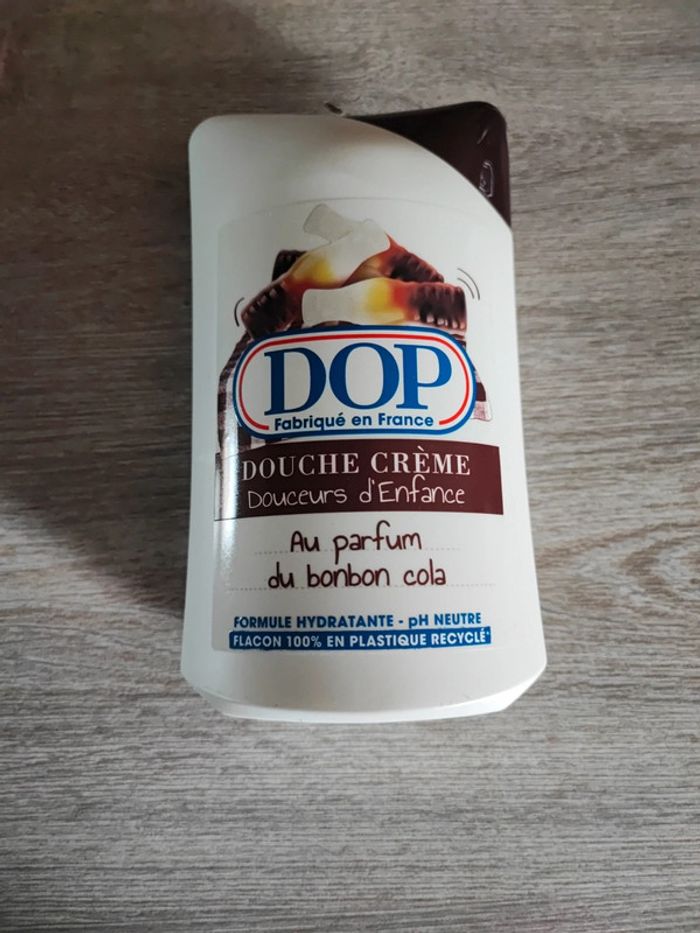 DOP
Fabriqué en France
DOUCHE CRÈME
Douceurs d'Enfance
Au parfum
du bonbon cola
FORMULE HYDRATANTE - pH NEUTRE
FLACON 100% EN PLASTIQUE RECYCLÉ*